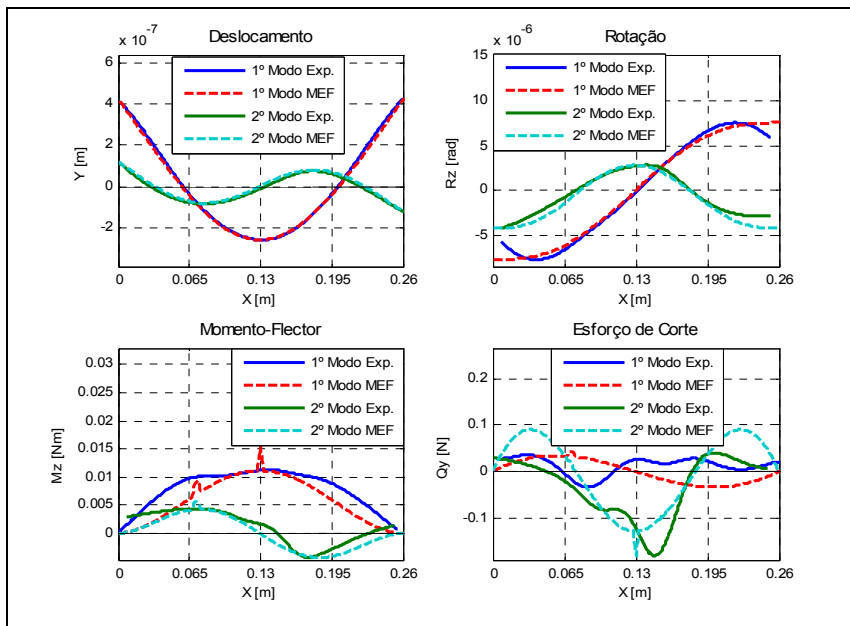 Deslocamento
x 10-7
6
4
2
0
-2
Y [m]
0
0.065
0.13
0.195
0.26
X [m]
1º Modo Exp.
1º Modo MEF
2º Modo Exp.
2º Modo MEF
Rotação
x 10-6
15
10
5
0
-5
Rz [rad]
0
0.065
0.13
0.195
0.26
X [m]
1º Modo Exp.
1º Modo MEF
2º Modo Exp.
2º Modo MEF
Momento-Flector
0.03
0.025
0.02
0.015
0.01
0.005
0
Mz [Nm]
0
0.065
0.13
0.195
0.26
X [m]
1º Modo Exp.
1º Modo MEF
2º Modo Exp.
2º Modo MEF
Esforço de Corte
0.2
0.1
0
-0.1
Qy [N]
0
0.065
0.13
0.195
0.26
X [m]
1º Modo Exp.
1º Modo MEF
2º Modo Exp.
2º Modo MEF